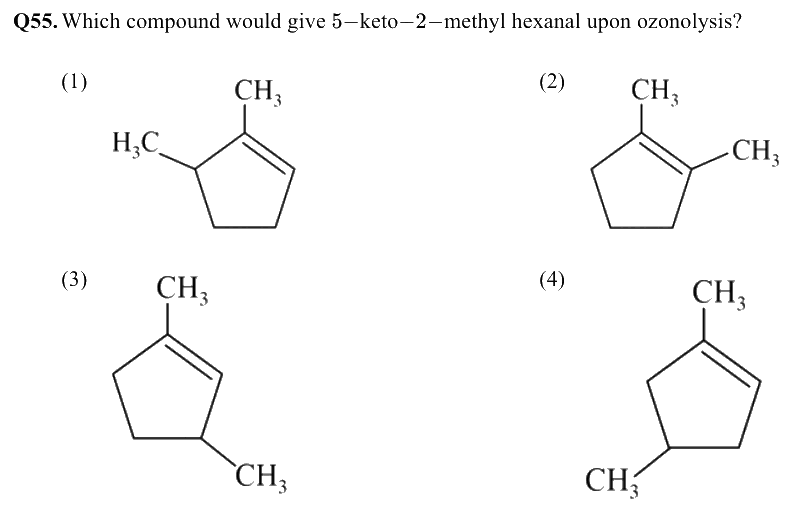 Q55. Which compound would give 5−keto−2−methyl hexanal upon ozonolysis?
(1)
CH₃
H₃C
(2)
CH₃
CH₃
(3)
CH₃
CH₃
(4)
CH₃
CH₃